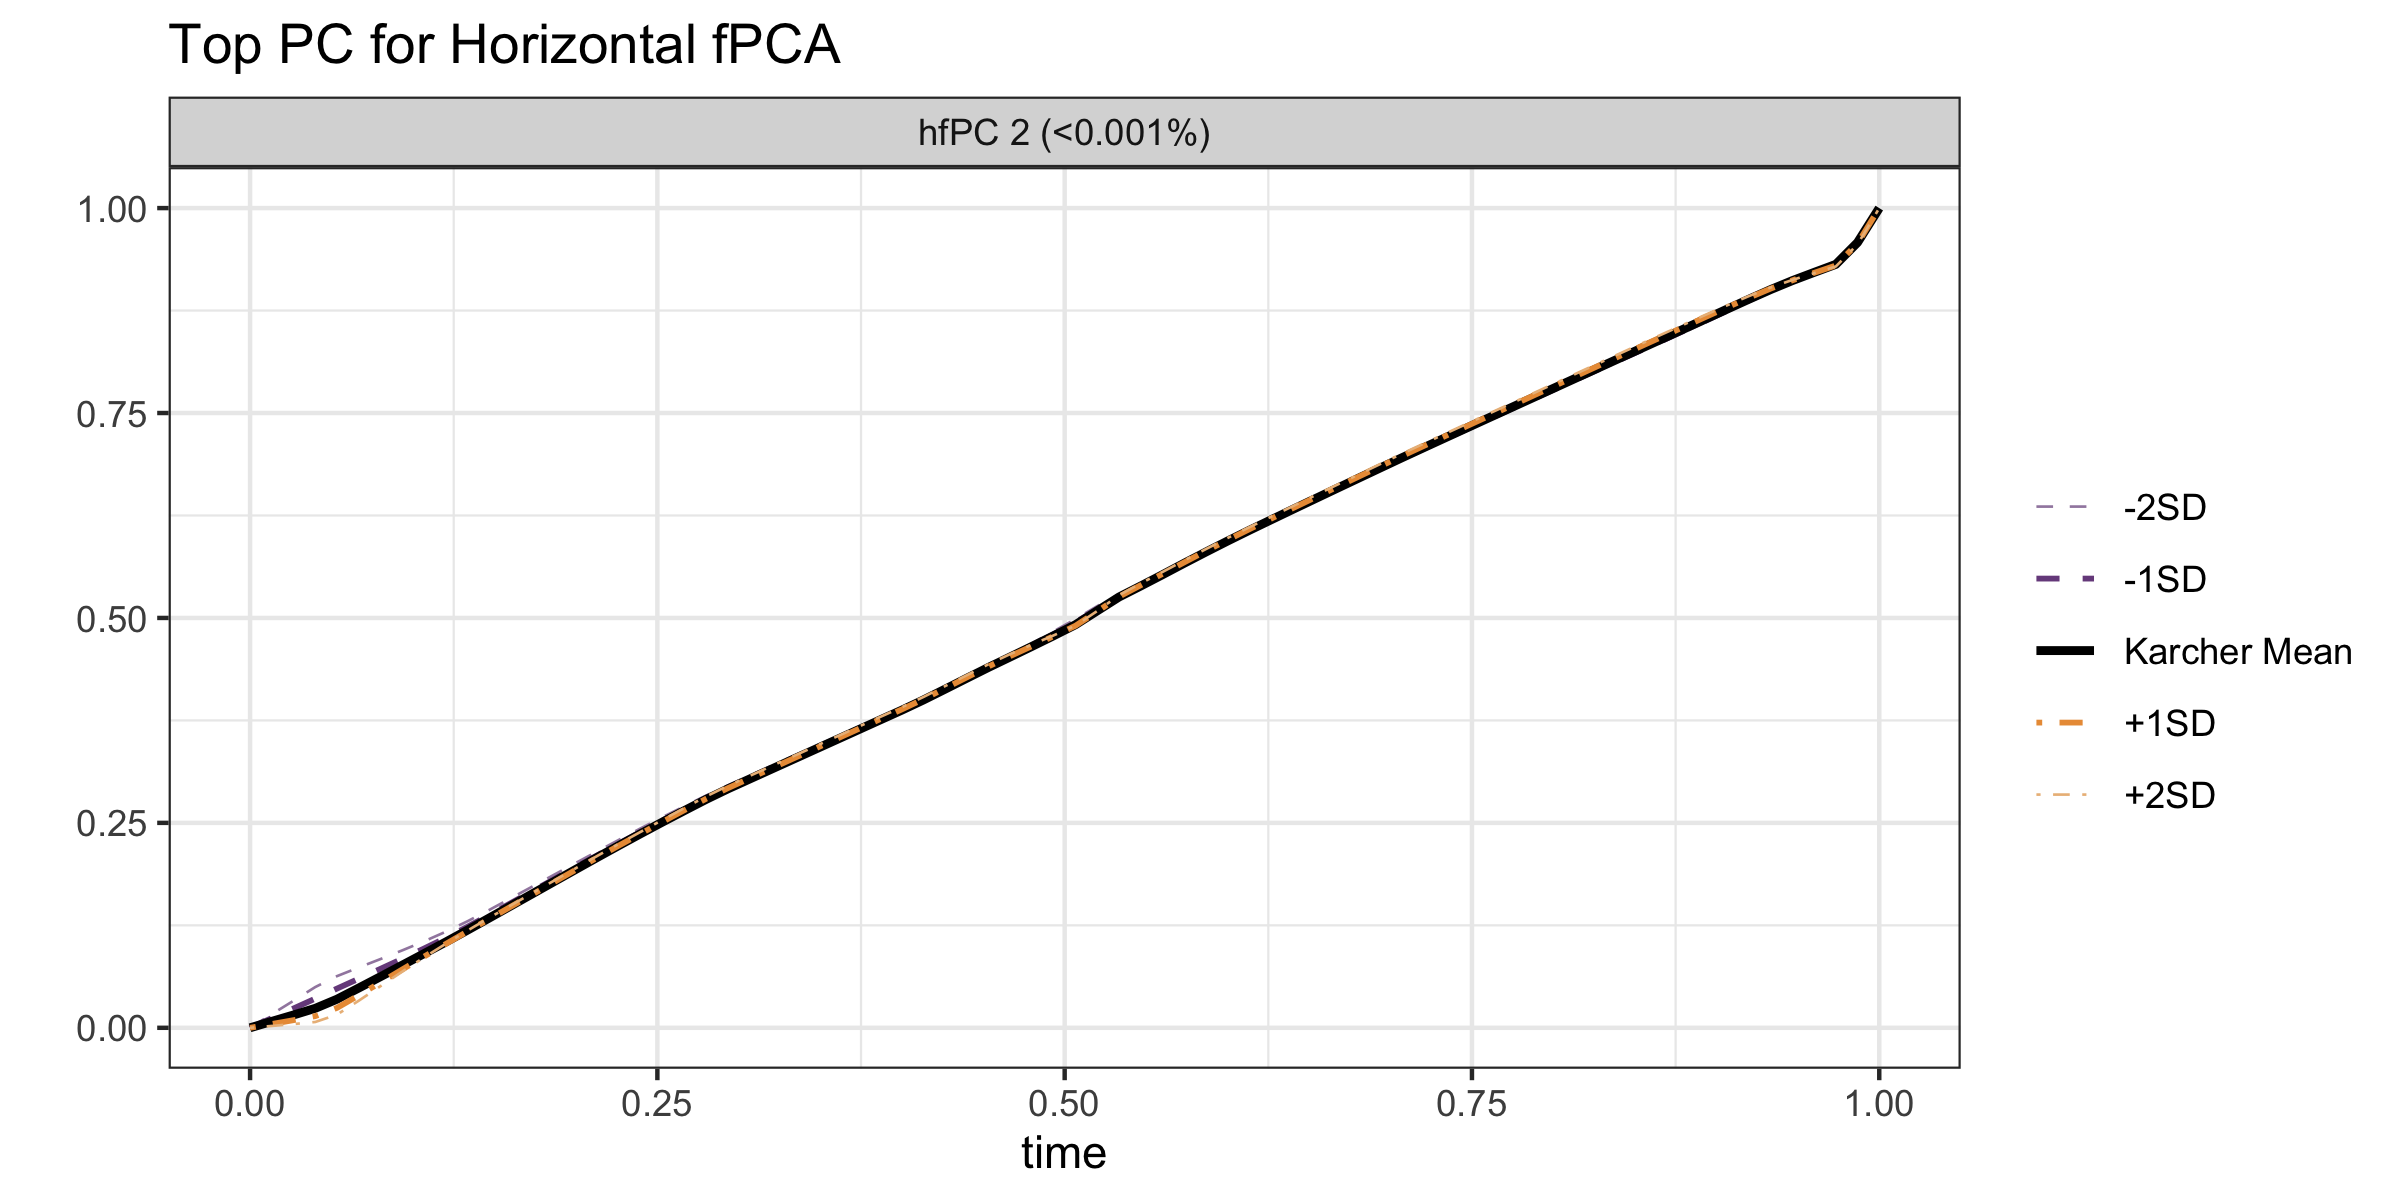 Top PC for Horizontal fPCA
hfPC 2 (<0.001%)
1.00
0.75
0.50
0.25
0.00
0.00 0.25 0.50 0.75 1.00
time
-2SD
-1SD
Karcher Mean
+1SD
+2SD